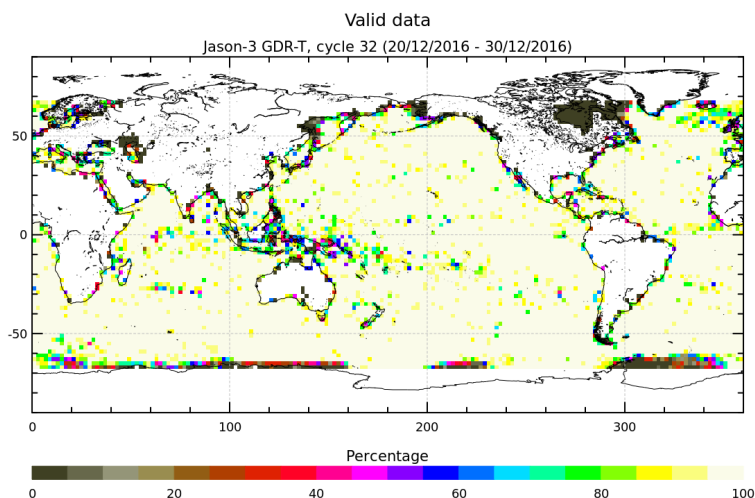 Valid data
Jason-3 GDR-T, cycle 32 (20/12/2016 - 30/12/2016)
50
0
-50
0 100 200 300
Percentage
0 20 40 60 80 100